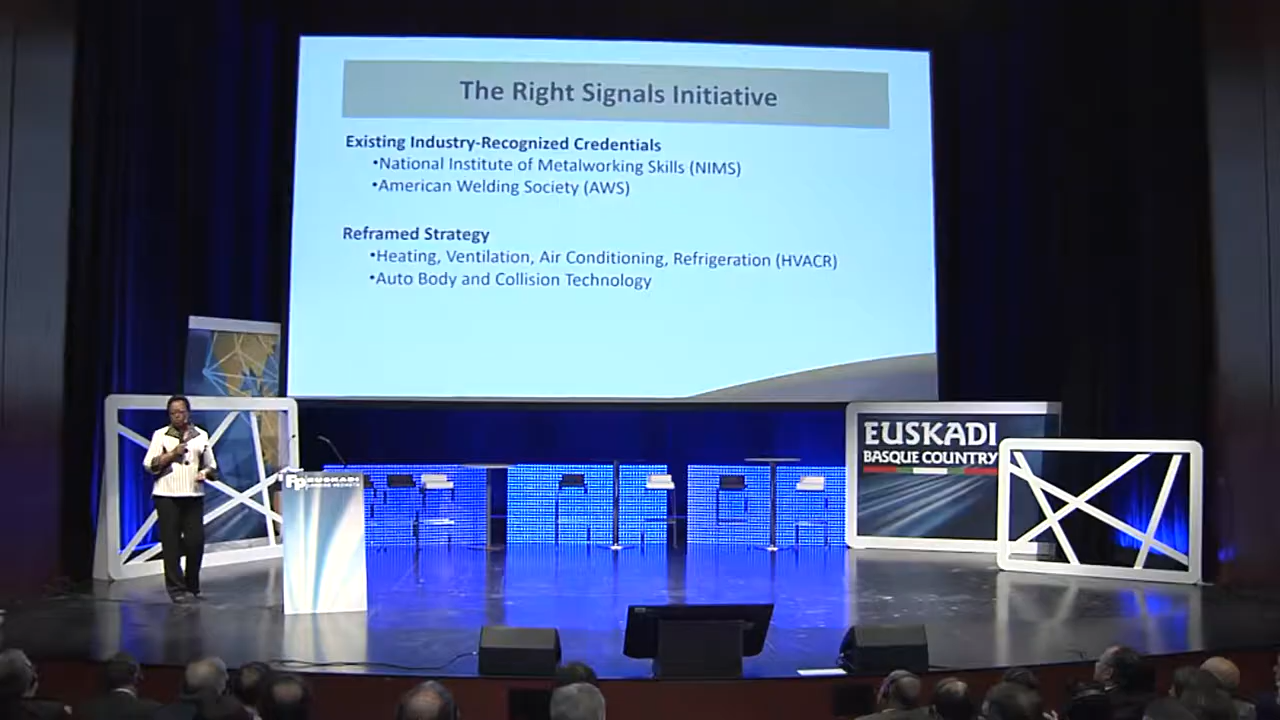 The Right Signals Initiative
Existing Industry-Recognized Credentials
•National Institute of Metalworking Skills (NIMS)
•American Welding Society (AWS)
Reframed Strategy
•Heating, Ventilation, Air Conditioning, Refrigeration (HVACR)
•Auto Body and Collision Technology
EUSKADI
BASQUE COUNTRY
FP EUSKADI